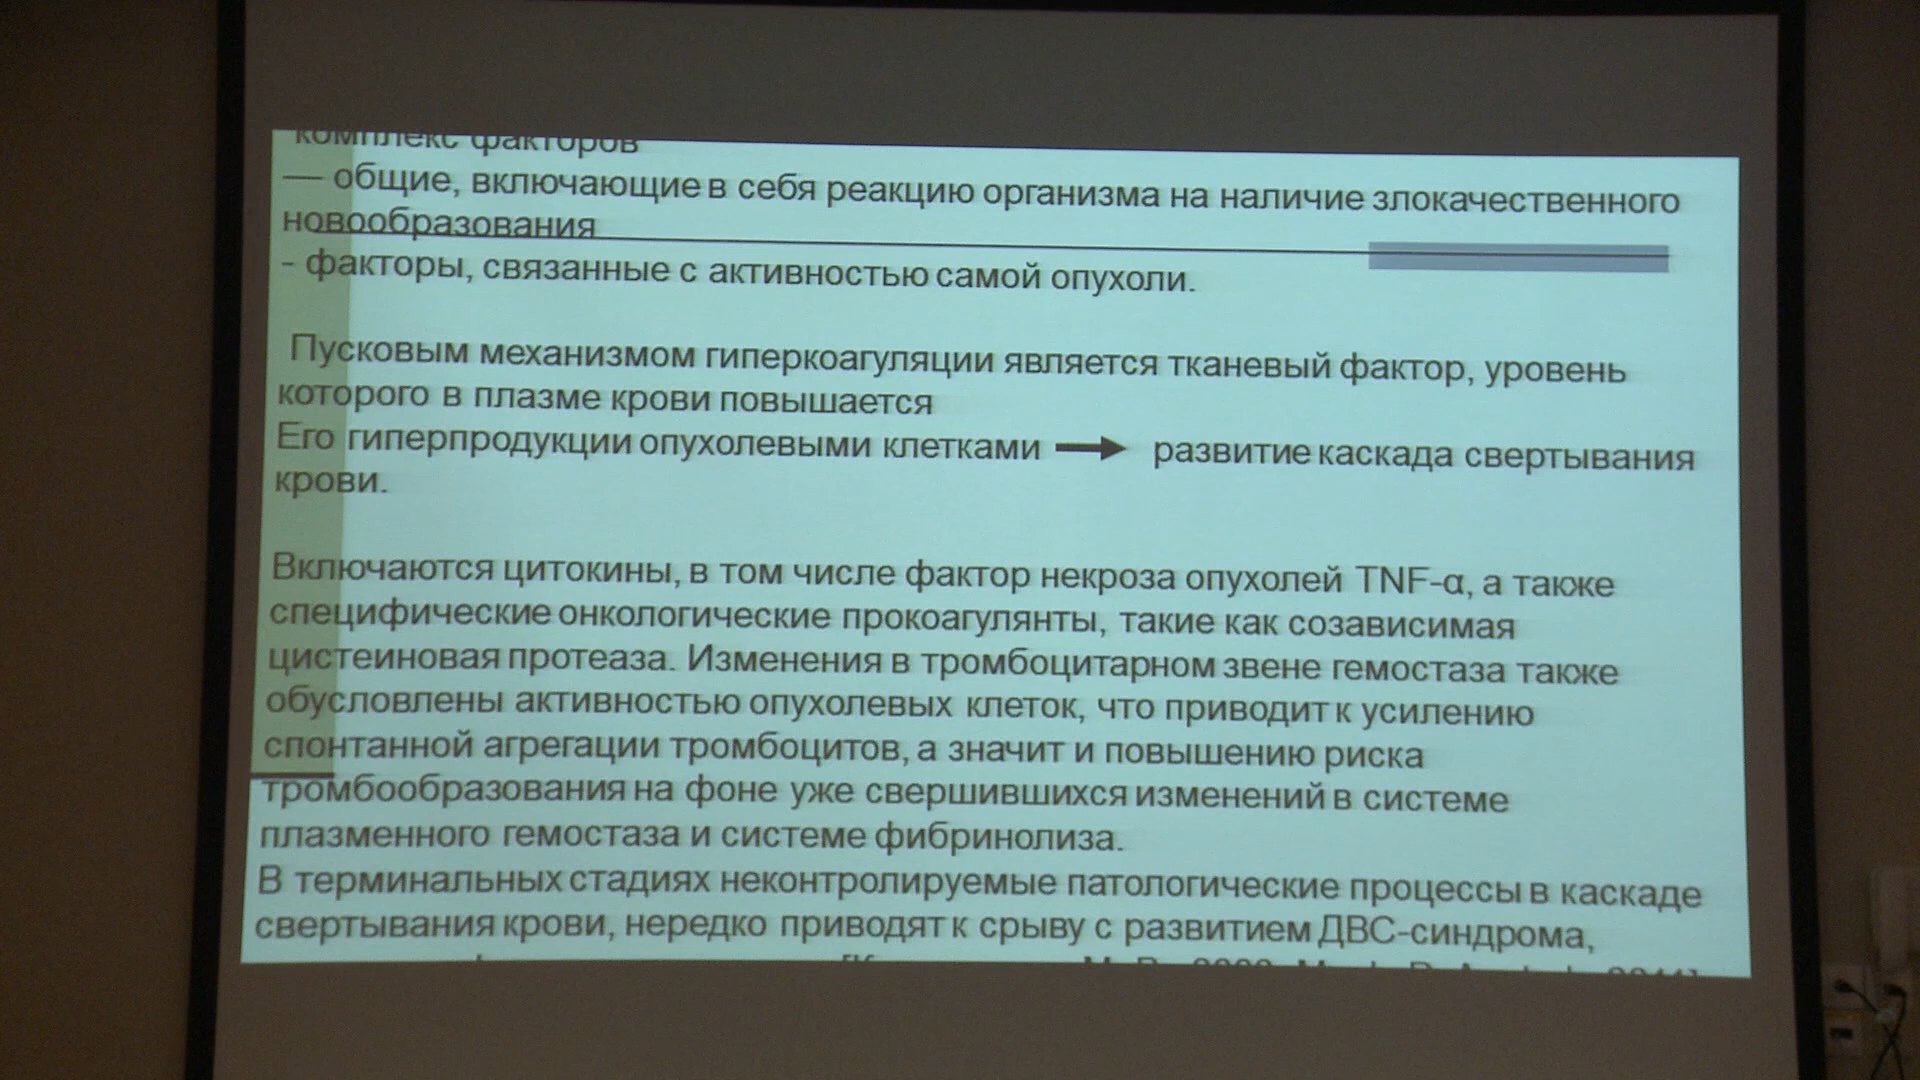 комплекс факторов
— общие, включающие в себя реакцию организма на наличие злокачественного
новообразования
- факторы, связанные с активностью самой опухоли.
Пусковым механизмом гиперкоагуляции является тканевый фактор, уровень
которого в плазме крови повышается
Его гиперпродукции опухолевыми клетками → развитие каскада свертывания
крови.
Включаются цитокины, в том числе фактор некроза опухолей TNF-α, а также
специфические онкологические прокоагулянты, такие как созависимая
цистеиновая протеаза. Изменения в тромбоцитарном звене гемостаза также
обусловлены активностью опухолевых клеток, что приводит к усилению
спонтанной агрегации тромбоцитов, а значит и повышению риска
тромбообразования на фоне уже свершившихся изменений в системе
плазменного гемостаза и системе фибринолиза.
В терминальных стадиях неконтролируемые патологические процессы в каскаде
свертывания крови, нередко приводят к срыву с развитием ДВС-синдрома,